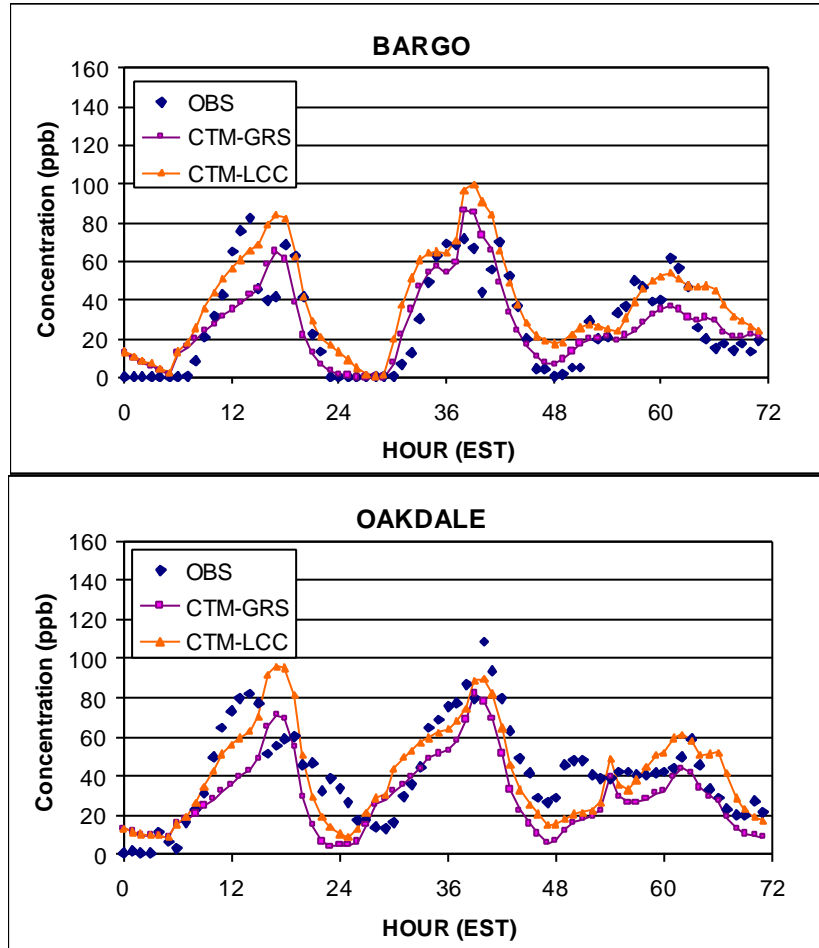 BARGO
160
140
120
100
80
60
40
20
0
Concentration (ppb)
OBS
CTM-GRS
CTM-LCC
0 12 24 36 48 60 72
HOUR (EST)
OAKDALE
160
140
120
100
80
60
40
20
0
Concentration (ppb)
OBS
CTM-GRS
CTM-LCC
0 12 24 36 48 60 72
HOUR (EST)